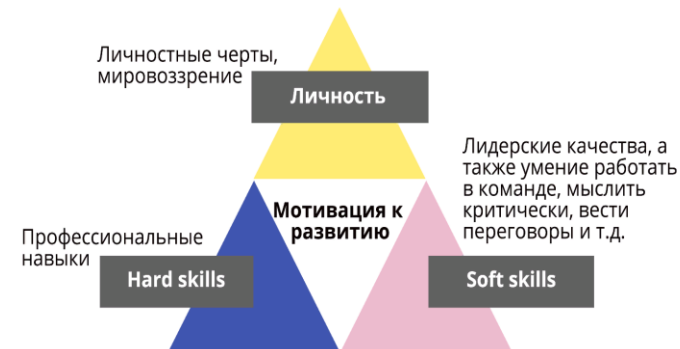 Личностные черты,
мировоззрение
Личность
Лидерские качества, а
также умение работать
в команде, мыслить
критически, вести
переговоры и т.д.
Мотивация к
развитию
Профессиональные
навыки
Hard skills
Soft skills